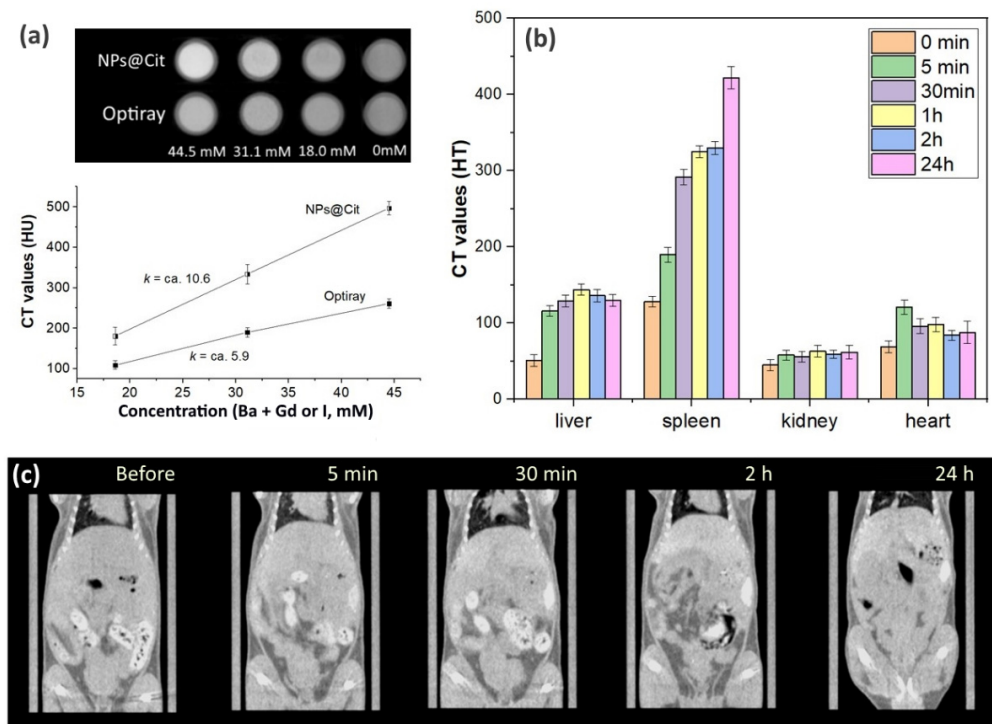 (a)
NPs@Cit
Optiray
44.5 mM 31.1 mM 18.0 mM 0mM
500
400
300
200
100
CT values (HU)
NPs@Cit
k = ca. 10.6
Optiray
k = ca. 5.9
15 20 25 30 35 40 45
Concentration (Ba + Gd or I, mM)
(b)
500
400
300
200
100
0
CT values (HT)
0 min
5 min
30min
1h
2h
24h
liver spleen kidney heart
(c) Before 5 min 30 min 2 h 24 h